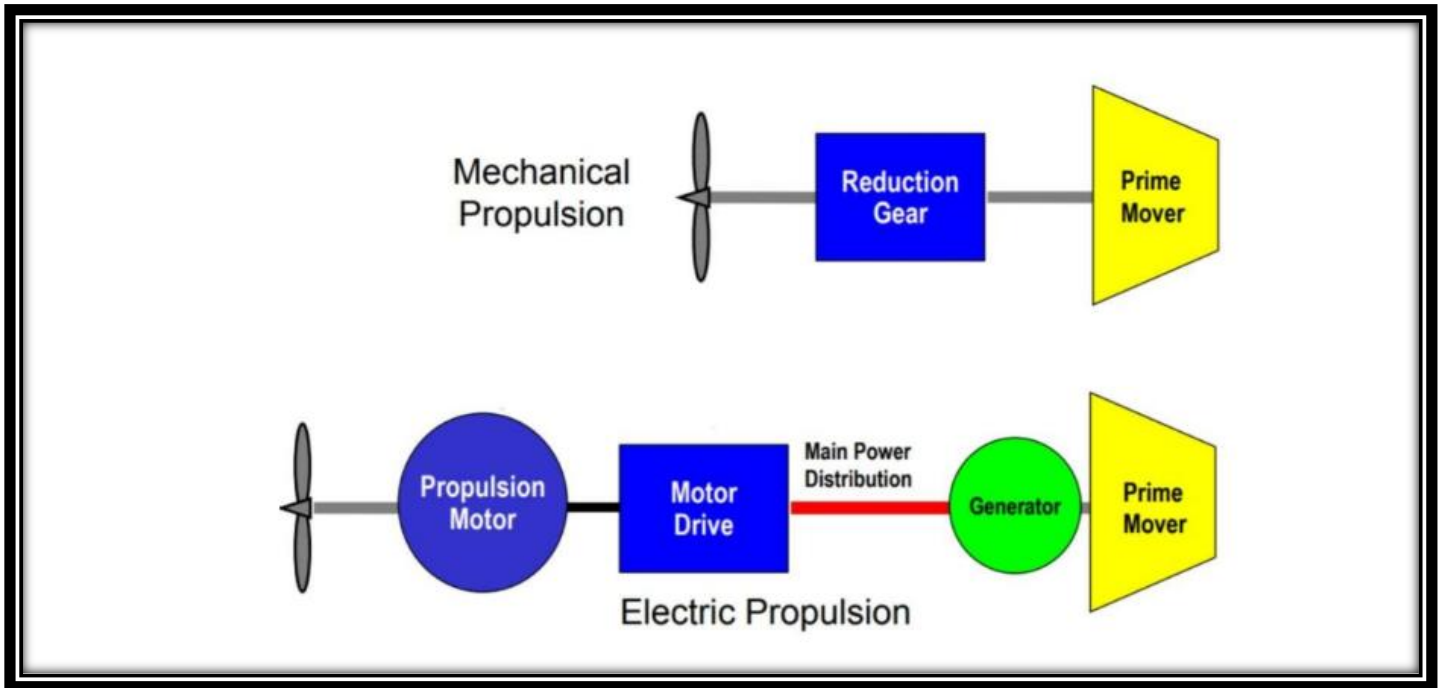 Mechanical
Propulsion
Reduction
Gear
Prime
Mover
Propulsion
Motor
Motor
Drive
Main Power
Distribution
Generator
Prime
Mover
Electric Propulsion